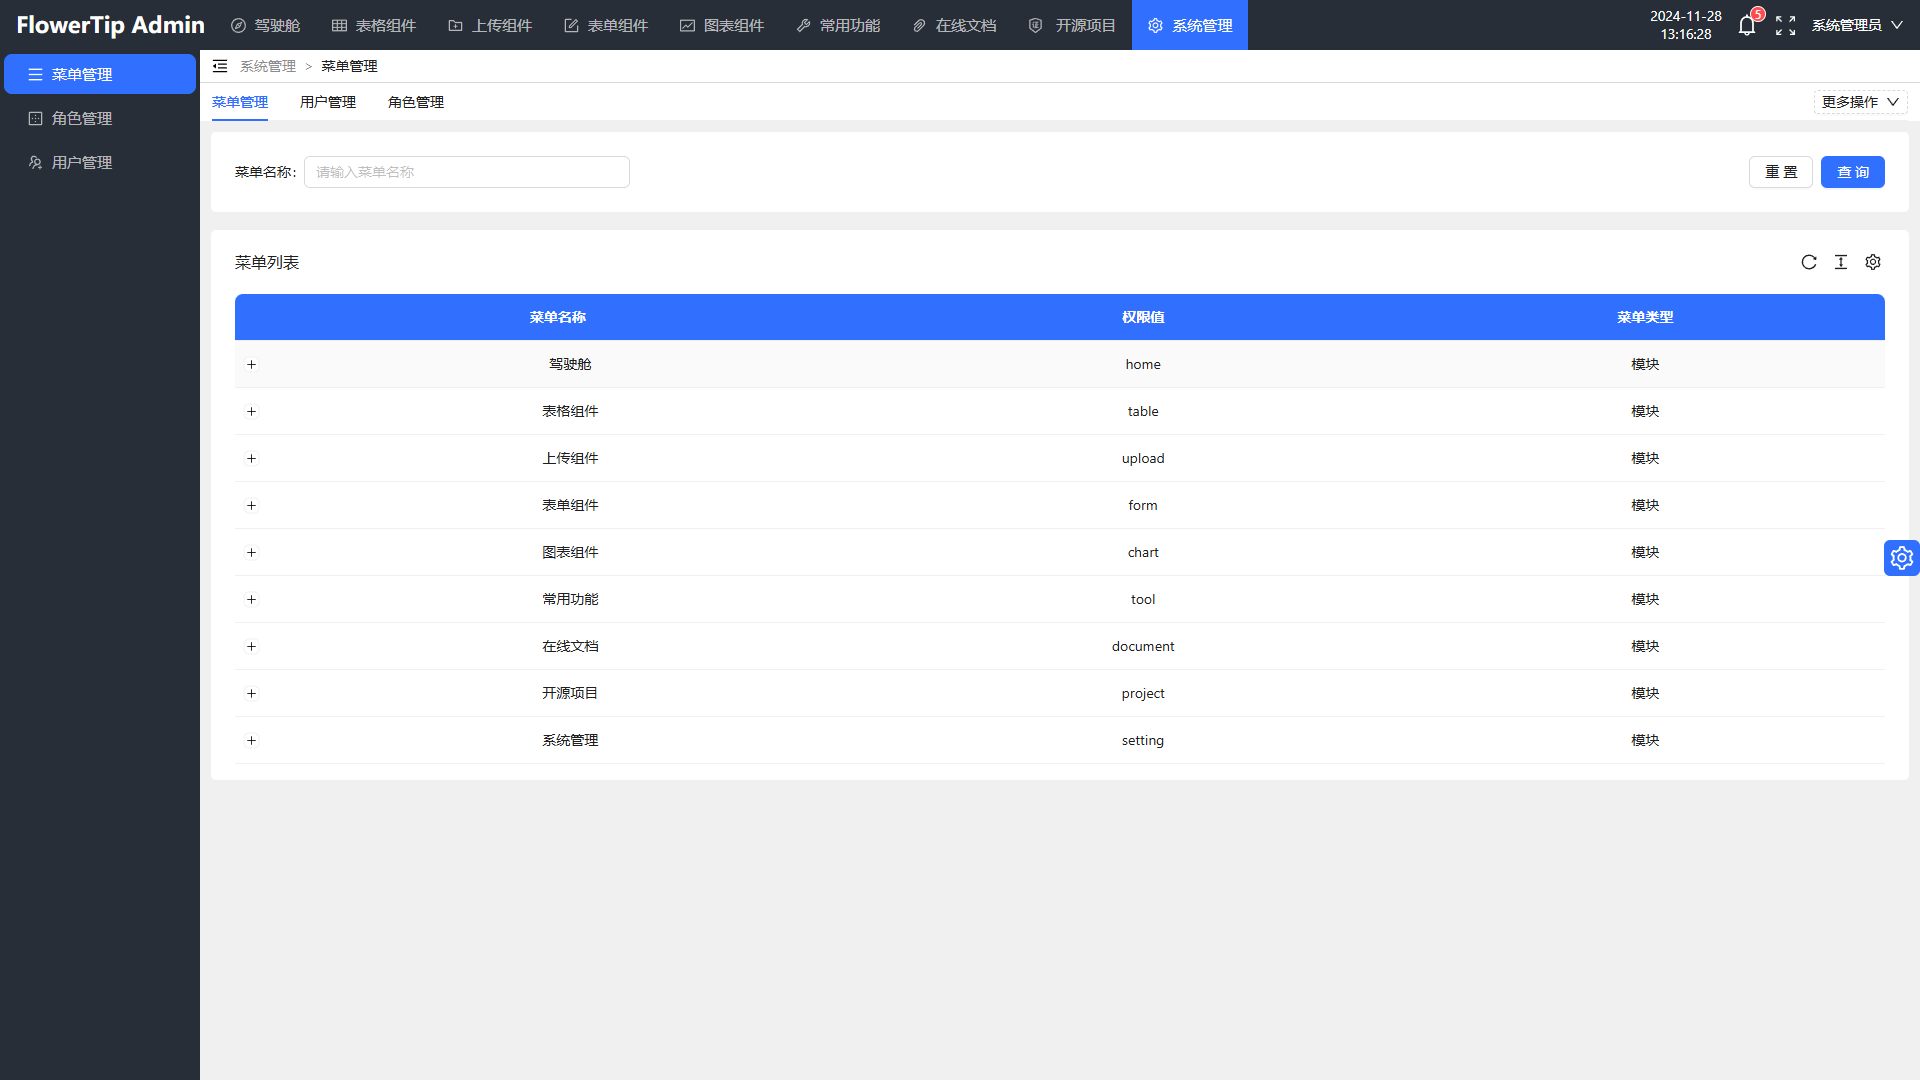 FlowerTip Admin 驾驶舱 表格组件 上传组件 表单组件 图表组件 常用功能 在线文档 开源项目 系统管理 2024-11-28 13:16:28 5 系统管理员
菜单管理
角色管理
用户管理
系统管理 > 菜单管理
菜单管理 用户管理 角色管理 更多操作
菜单名称: 请输入菜单名称 重 置 查 询
菜单列表
菜单名称 权限值 菜单类型
驾驶舱 home 模块
表格组件 table 模块
上传组件 upload 模块
表单组件 form 模块
图表组件 chart 模块
常用功能 tool 模块
在线文档 document 模块
开源项目 project 模块
系统管理 setting 模块